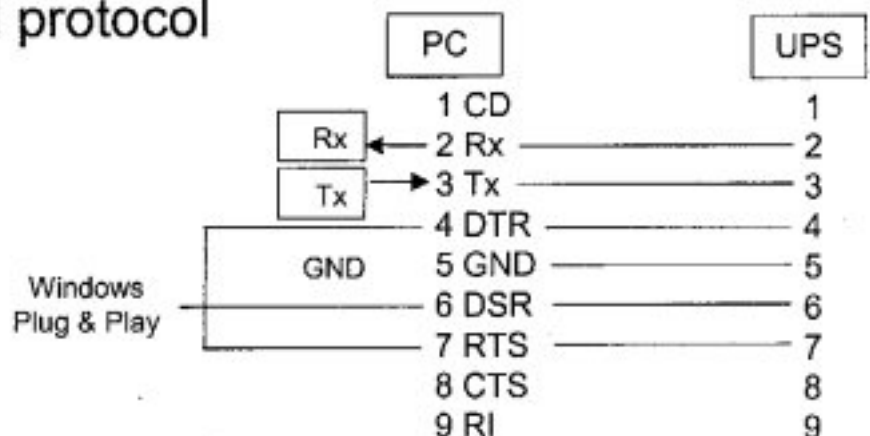 protocol
PC UPS
1 CD 1
Rx 2 Rx 2
Tx 3 Tx 3
4 DTR 4
GND 5 GND 5
Windows
Plug & Play
6 DSR 6
7 RTS 7
8 CTS 8
9 RI 9